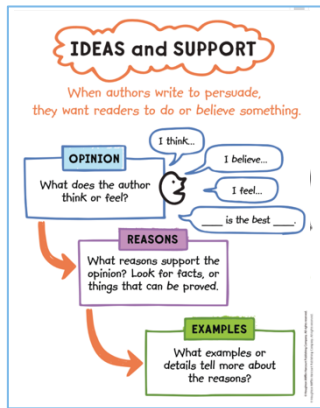 IDEAS and SUPPORT
When authors write to persuade,
they want readers to do or believe something.
I think...
OPINION
I believe...
What does the author
think or feel?
I feel...
____ is the best ____.
REASONS
What reasons support the
opinion? Look for facts, or
things that can be proved.
EXAMPLES
What examples or
details tell more about
the reasons?